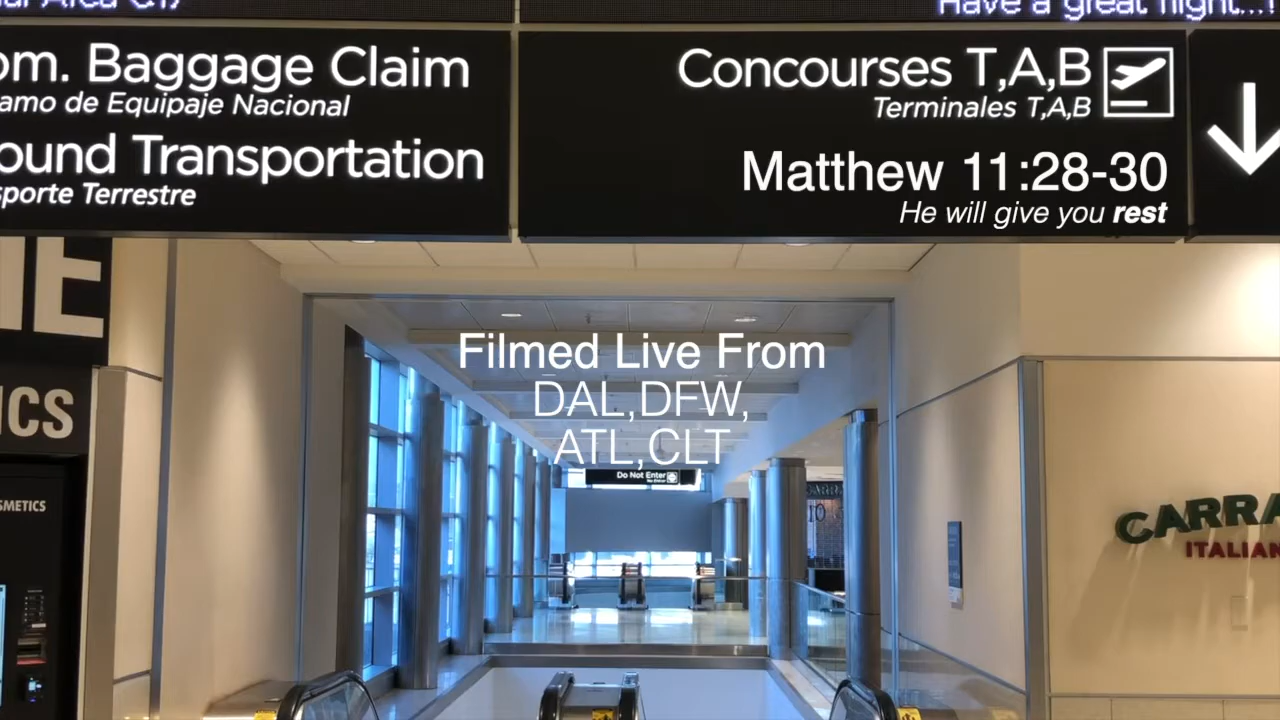 Have a great flight...!
om. Baggage Claim
amo de Equipaje Nacional
ound Transportation
sporte Terrestre
Concourses T,A,B
Terminales T,A,B
Matthew 11:28-30
He will give you rest
Filmed Live From
DAL,DFW,
ATL,CLT
Do Not Enter
ICS
SMETICS
CARRA
ITALIAN